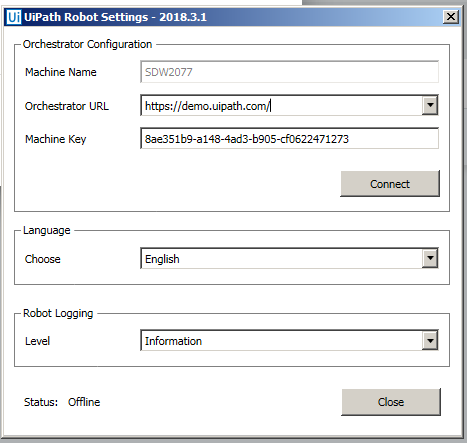 Ui UiPath Robot Settings - 2018.3.1
Orchestrator Configuration
Machine Name SDW2077
Orchestrator URL https://demo.uipath.com/
Machine Key 8ae351b9-a148-4ad3-b905-cf0622471273
Connect
Language
Choose English
Robot Logging
Level Information
Status: Offline Close